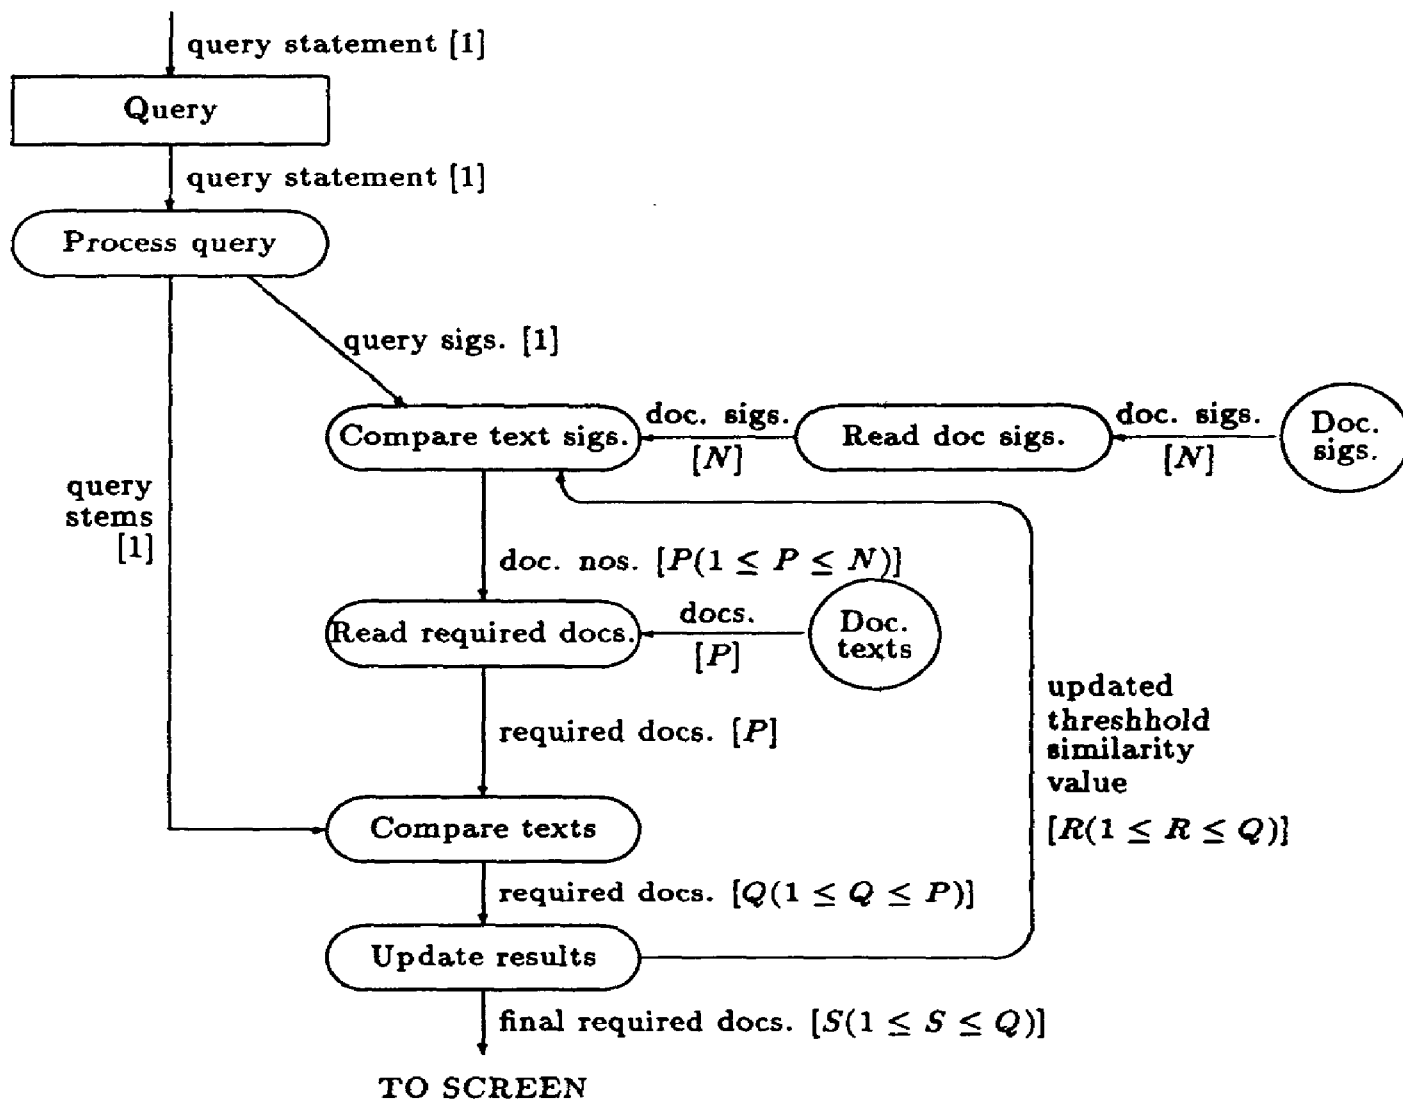 query statement [1]
Query
query statement [1]
Process query
query sigs. [1]
Compare text sigs.
doc. sigs.
[N]
Read doc sigs.
doc. sigs.
[N]
Doc.
sigs.
query
stems
[1]
doc. nos. [P(1 ≤ P ≤ N)]
Read required docs.
docs.
[P]
Doc.
texts
required docs. [P]
updated
threshhold
similarity
value
[R(1 ≤ R ≤ Q)]
Compare texts
required docs. [Q(1 ≤ Q ≤ P)]
Update results
final required docs. [S(1 ≤ S ≤ Q)]
TO SCREEN